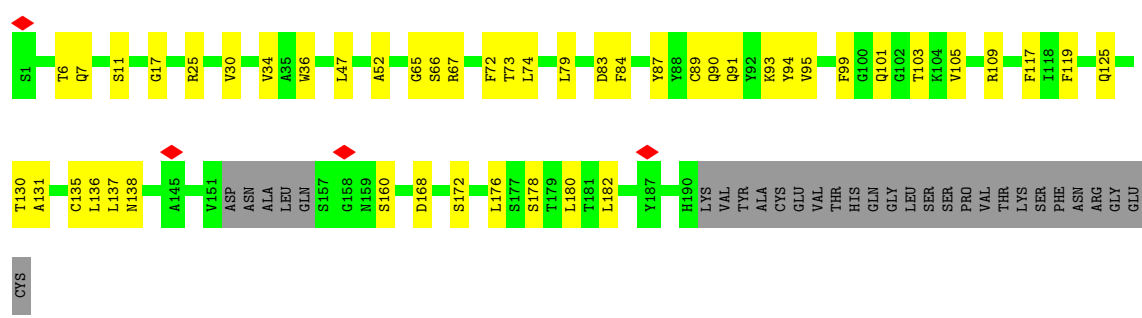 S1 T6 Q7 S11 G17 R25 V30 V34 A35 W36 L47 A52 G65 S66 R67 F72 T73 L74 L79 D83 F84 Y87 Y88 C89 Q90 Q91 Y92 K93 Y94 V95 F99 G100 Q101 G102 T103 K104 V105 R109 F117 I118 F119 Q125
T130 A131 C135 L136 L137 N138 A145 V151 ASP ASN ALA LEU GLN S157 G158 N159 S160 D168 S172 L176 S177 S178 T179 L180 T181 L182 Y187 H190 LYS VAL TYR ALA CYS GLU VAL THR HIS GLN GLY LEU SER SER PRO VAL THR LYS SER PHE ASN ARG GLY GLU
CYS